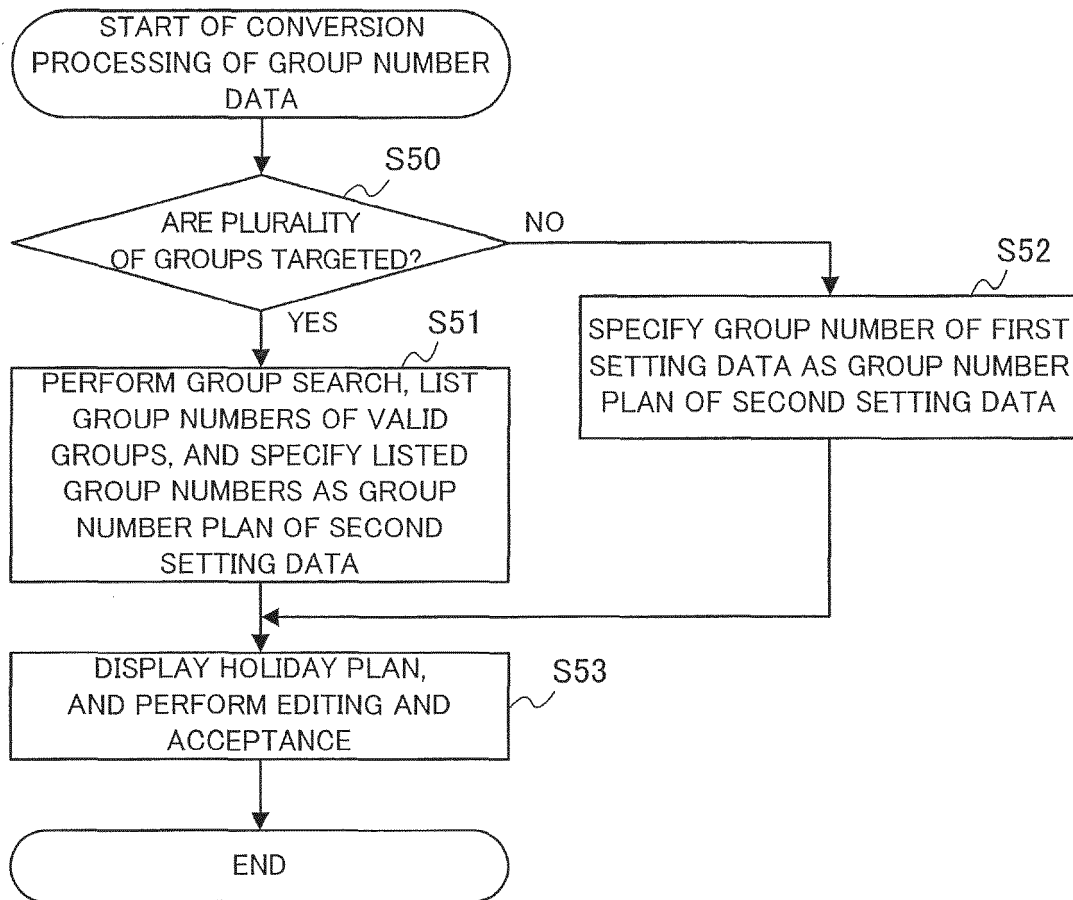 START OF CONVERSION
PROCESSING OF GROUP NUMBER
DATA
S50
ARE PLURALITY
OF GROUPS TARGETED?
NO
YES
S51
PERFORM GROUP SEARCH, LIST
GROUP NUMBERS OF VALID
GROUPS, AND SPECIFY LISTED
GROUP NUMBERS AS GROUP
NUMBER PLAN OF SECOND
SETTING DATA
S52
SPECIFY GROUP NUMBER OF FIRST
SETTING DATA AS GROUP NUMBER
PLAN OF SECOND SETTING DATA
DISPLAY HOLIDAY PLAN,
AND PERFORM EDITING AND
ACCEPTANCE
S53
END